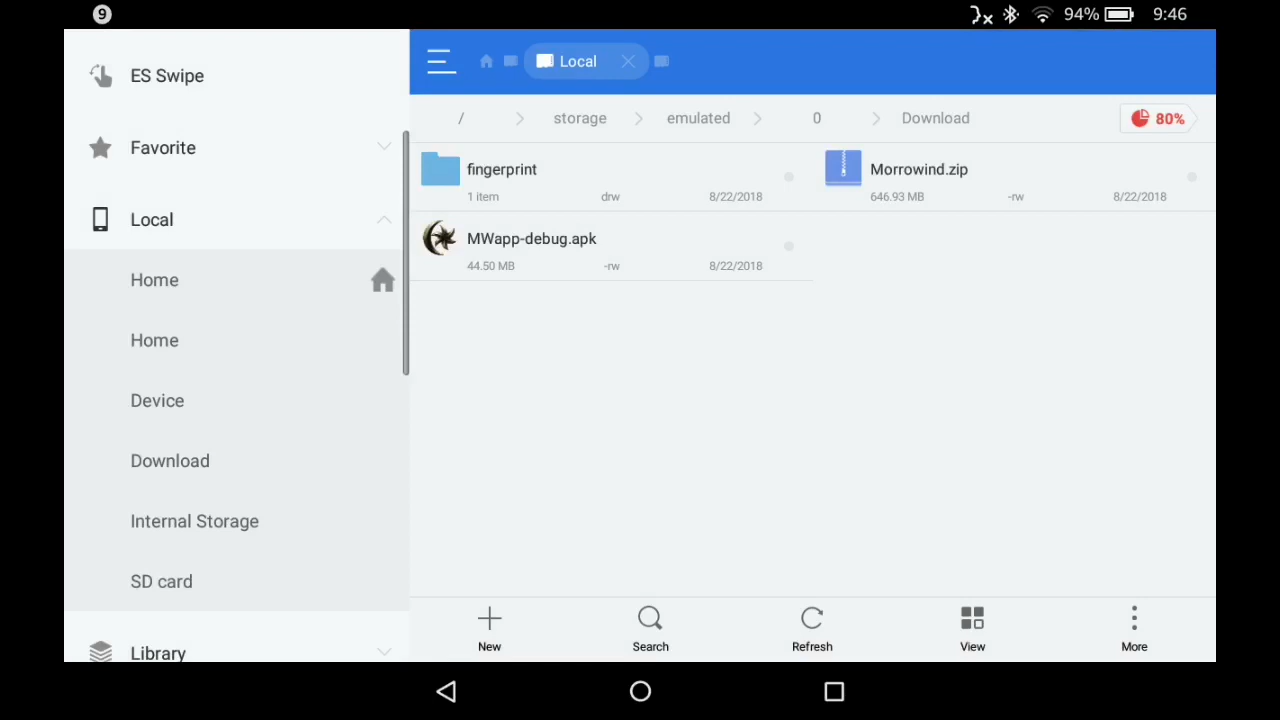 9
94%
9:46
ES Swipe
Favorite
Local
Home
Home
Device
Download
Internal Storage
SD card
Library
Local
/ storage emulated 0 Download
80%
fingerprint
1 item drw 8/22/2018
Morrowind.zip
646.93 MB -rw 8/22/2018
MWapp-debug.apk
44.50 MB -rw 8/22/2018
New
Search
Refresh
View
More